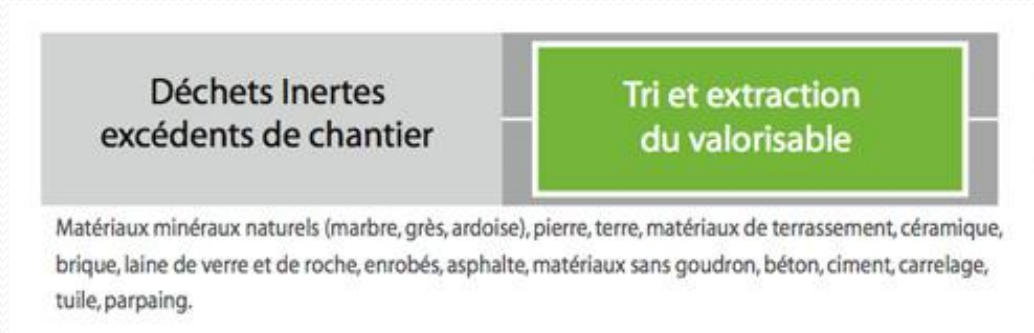 Déchets Inertes
excédents de chantier
Tri et extraction
du valorisable
Matériaux minéraux naturels (marbre, grès, ardoise), pierre, terre, matériaux de terrassement, céramique,
brique, laine de verre et de roche, enrobés, asphalte, matériaux sans goudron, béton, ciment, carrelage,
tuile, parpaing.